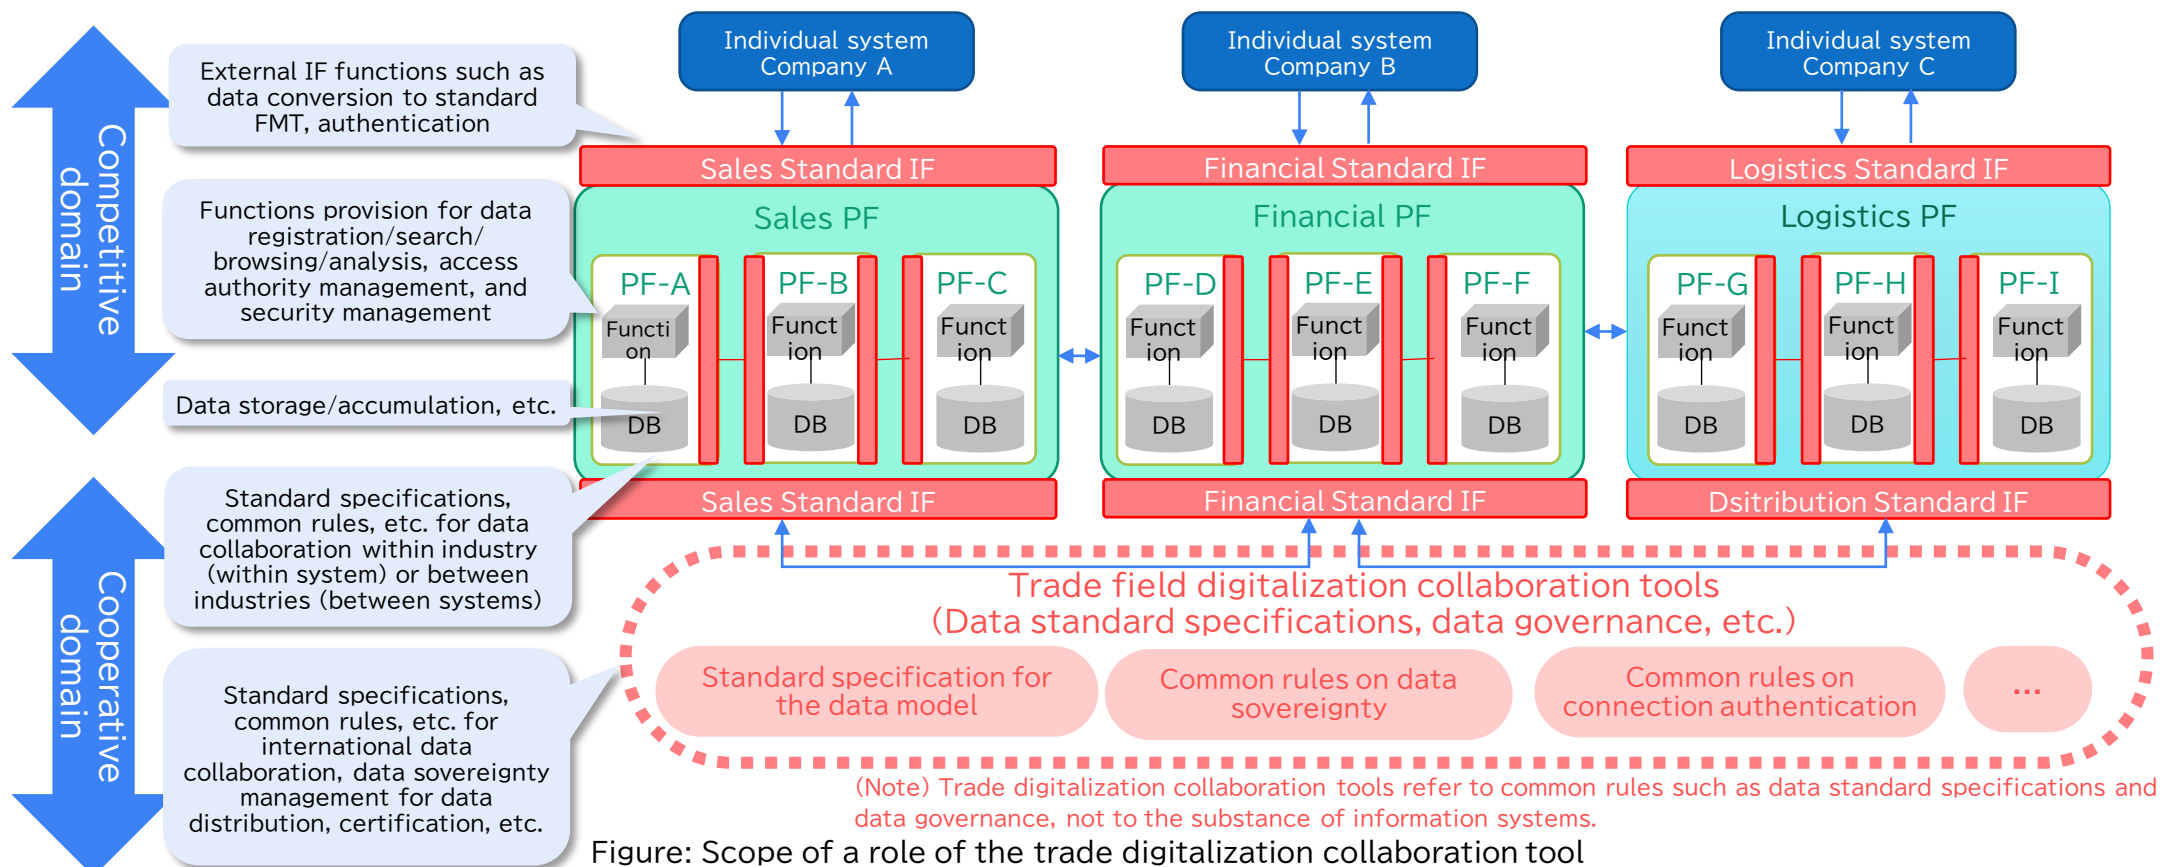 Competitive
domain
External IF functions such as
data conversion to standard
FMT, authentication
Functions provision for data
registration/search/
browsing/analysis, access
authority management, and
security management
Data storage/accumulation, etc.
Individual system
Company A
Individual system
Company B
Individual system
Company C
Sales Standard IF
Financial Standard IF
Logistics Standard IF
Sales PF
Financial PF
Logistics PF
PF-A
PF-B
PF-C
PF-D
PF-E
PF-F
PF-G
PF-H
PF-I
Functi
on
Funct
ion
Funct
ion
Funct
ion
Funct
ion
Funct
ion
Funct
ion
Funct
ion
Funct
ion
DB
DB
DB
DB
DB
DB
DB
DB
DB
Sales Standard IF
Financial Standard IF
Dsitribution Standard IF
Cooperative
domain
Standard specifications,
common rules, etc. for data
collaboration within industry
(within system) or between
industries (between systems)
Standard specifications,
common rules, etc. for
international data
collaboration, data sovereignty
management for data
distribution, certification, etc.
Trade field digitalization collaboration tools
(Data standard specifications, data governance, etc.)
Standard specification for
the data model
Common rules on data
sovereignty
Common rules on
connection authentication
...
(Note) Trade digitalization collaboration tools refer to common rules such as data standard specifications and
data governance, not to the substance of information systems.
Figure: Scope of a role of the trade digitalization collaboration tool